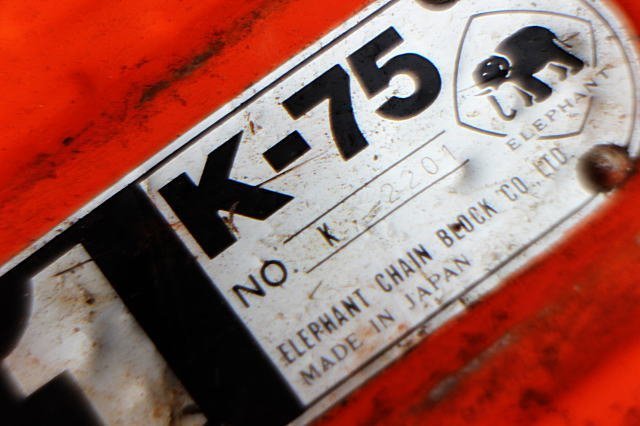 K-75
ELEPHANT
NO. K 2201
ELEPHANT CHAIN BLOCK CO. LTD.
MADE IN JAPAN